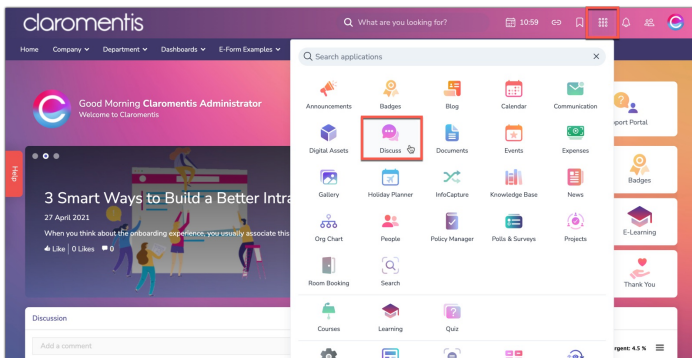 claromentis
What are you looking for?
10:59
Home Company Department Dashboards E-Form Examples
Search applications
Announcements Badges Blog Calendar Communication
Digital Assets Discuss Documents Events Expenses
Gallery Holiday Planner InfoCapture Knowledge Base News
Org Chart People Policy Manager Polls & Surveys Projects
Room Booking Search
Courses Learning Quiz
Good Morning Claromentis Administrator
Welcome to Claromentis
Help
3 Smart Ways to Build a Better Intra
27 April 2021
When you think about the onboarding experience, you usually associate this
Like 0 Likes 0
Discussion
Add a comment
pport Portal
Badges
E-Learning
Thank You
rgent: 4.5 %